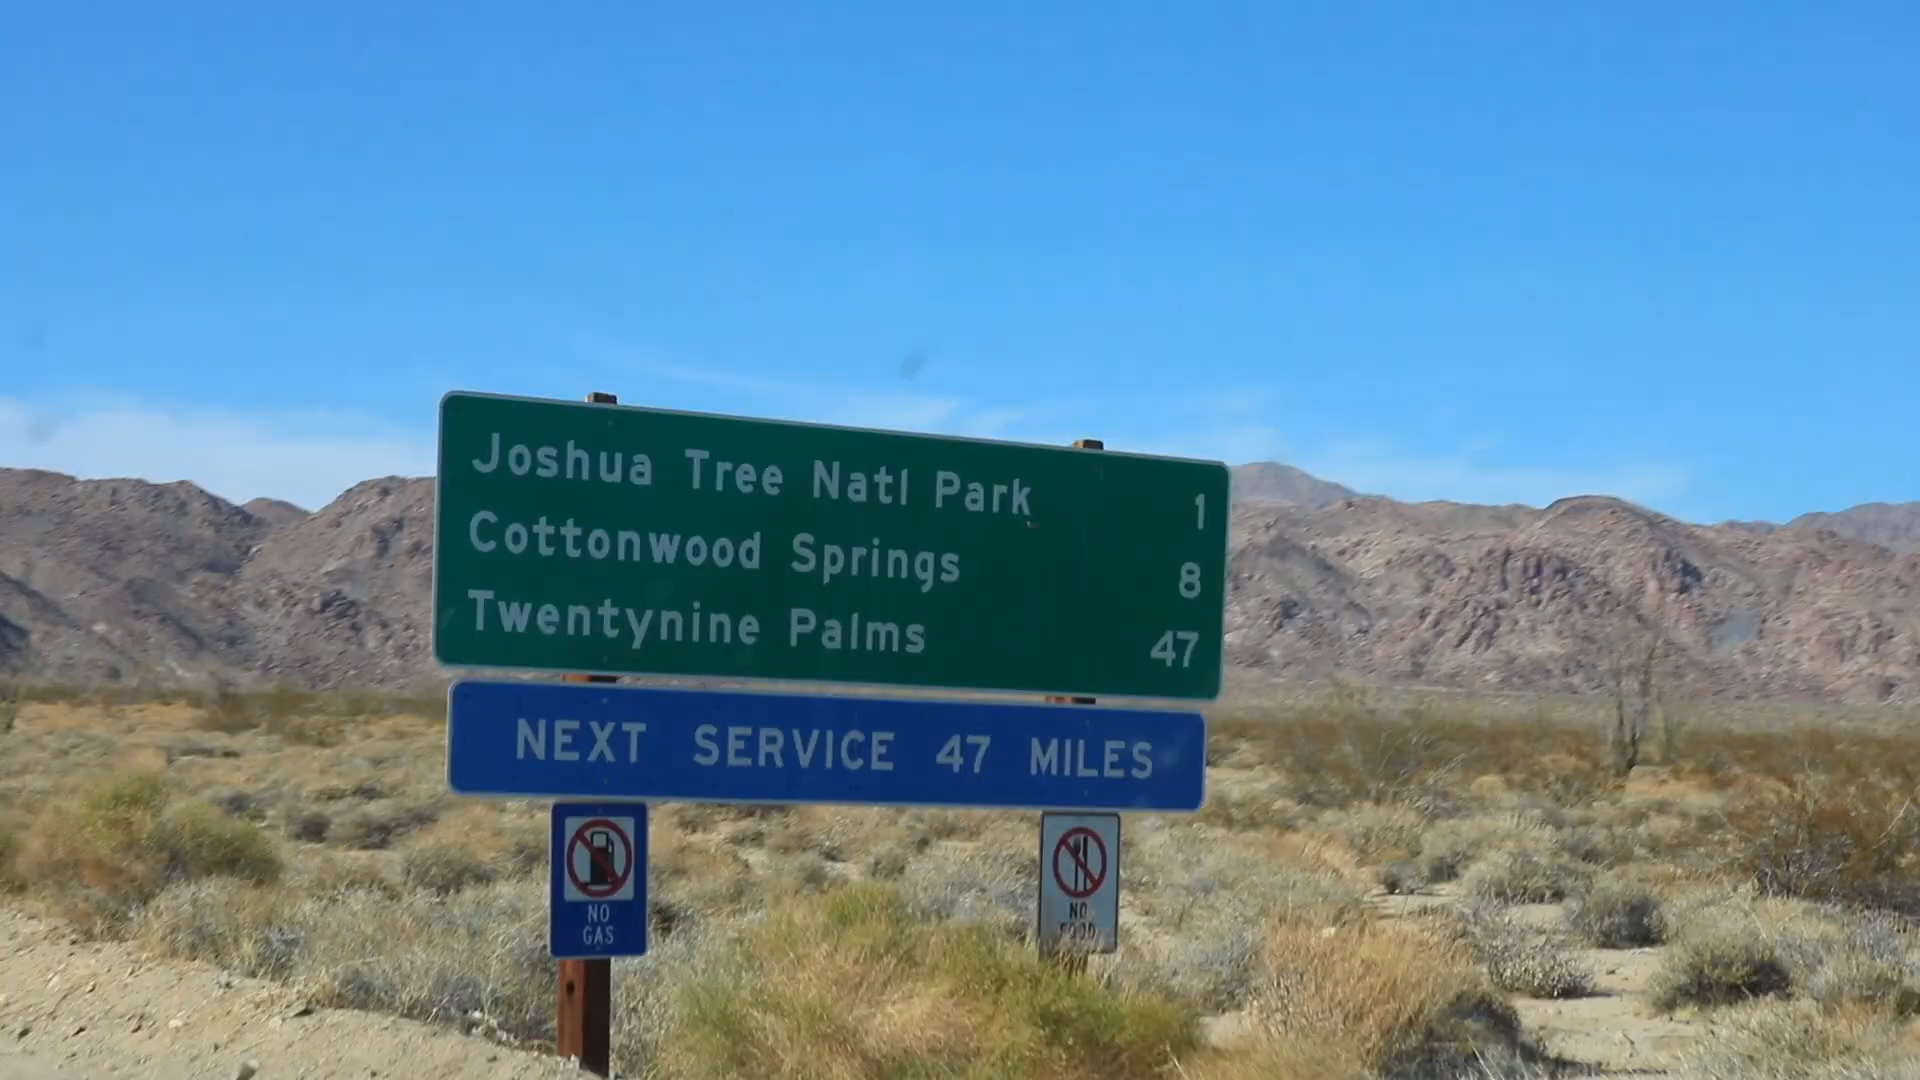 Joshua Tree Natl Park 1
Cottonwood Springs 8
Twentynine Palms 47
NEXT SERVICE 47 MILES
NO
GAS
NO
FOOD